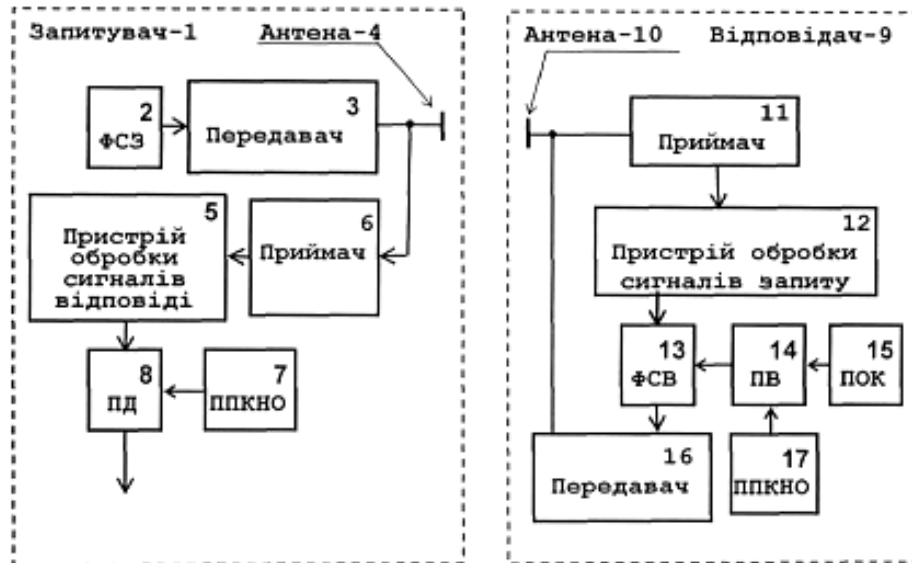 Запитувач-1 Антена-4
2
ФСЗ
3
Передавач
5
Пристрій
обробки
сигналів
відповіді
6
Приймач
8
ПД
7
ППКНО
Антена-10 Відповідач-9
11
Приймач
12
Пристрій обробки
сигналів запиту
13
ФСВ
14
ПВ
15
ПОК
16
Передавач
17
ППКНО